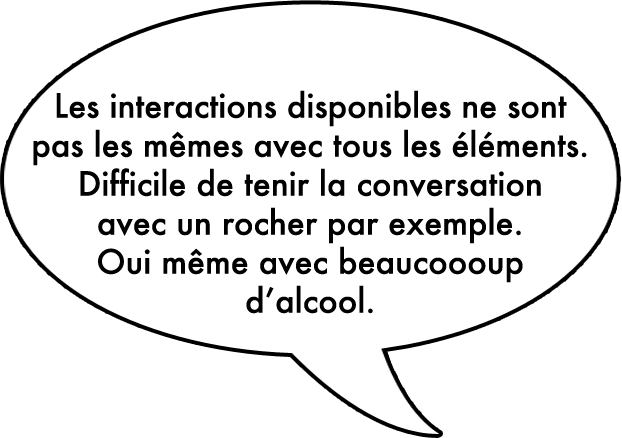 Les interactions disponibles ne sont
pas les mêmes avec tous les éléments.
Difficile de tenir la conversation
avec un rocher par exemple.
Oui même avec beaucoooup
d’alcool.